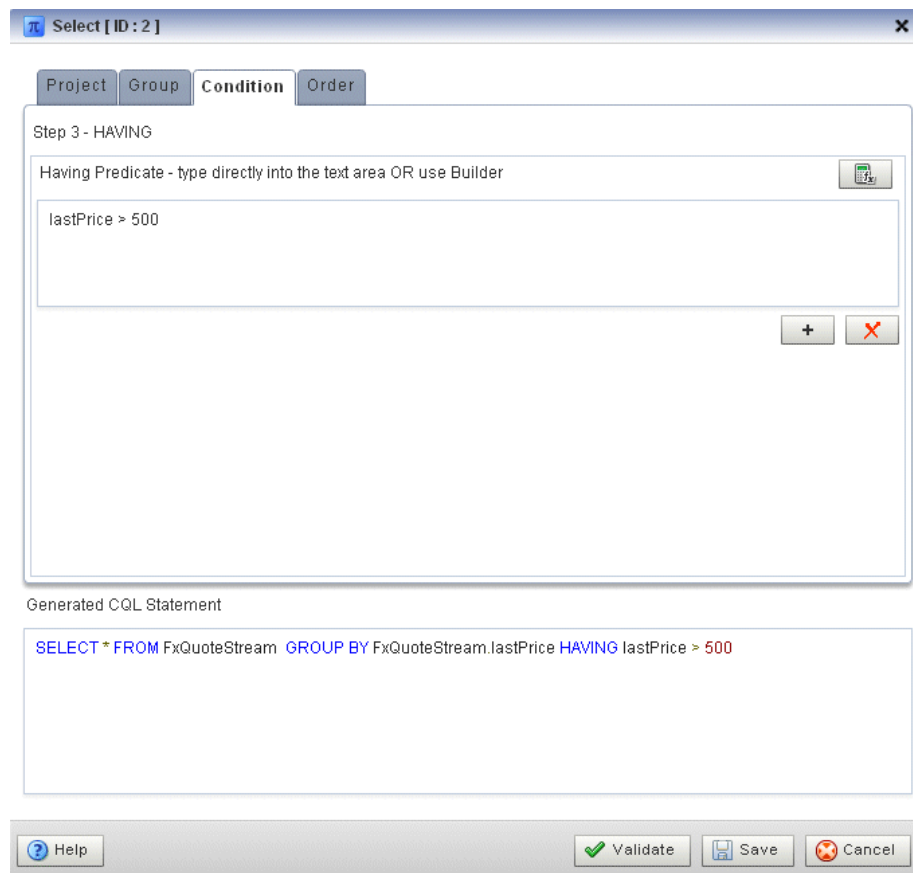 π Select [ ID : 2 ]
Project Group Condition Order
Step 3 - HAVING
Having Predicate - type directly into the text area OR use Builder
fx
lastPrice > 500
+
Generated CQL Statement
SELECT * FROM FxQuoteStream GROUP BY FxQuoteStream.lastPrice HAVING lastPrice > 500
? Help Validate Save Cancel